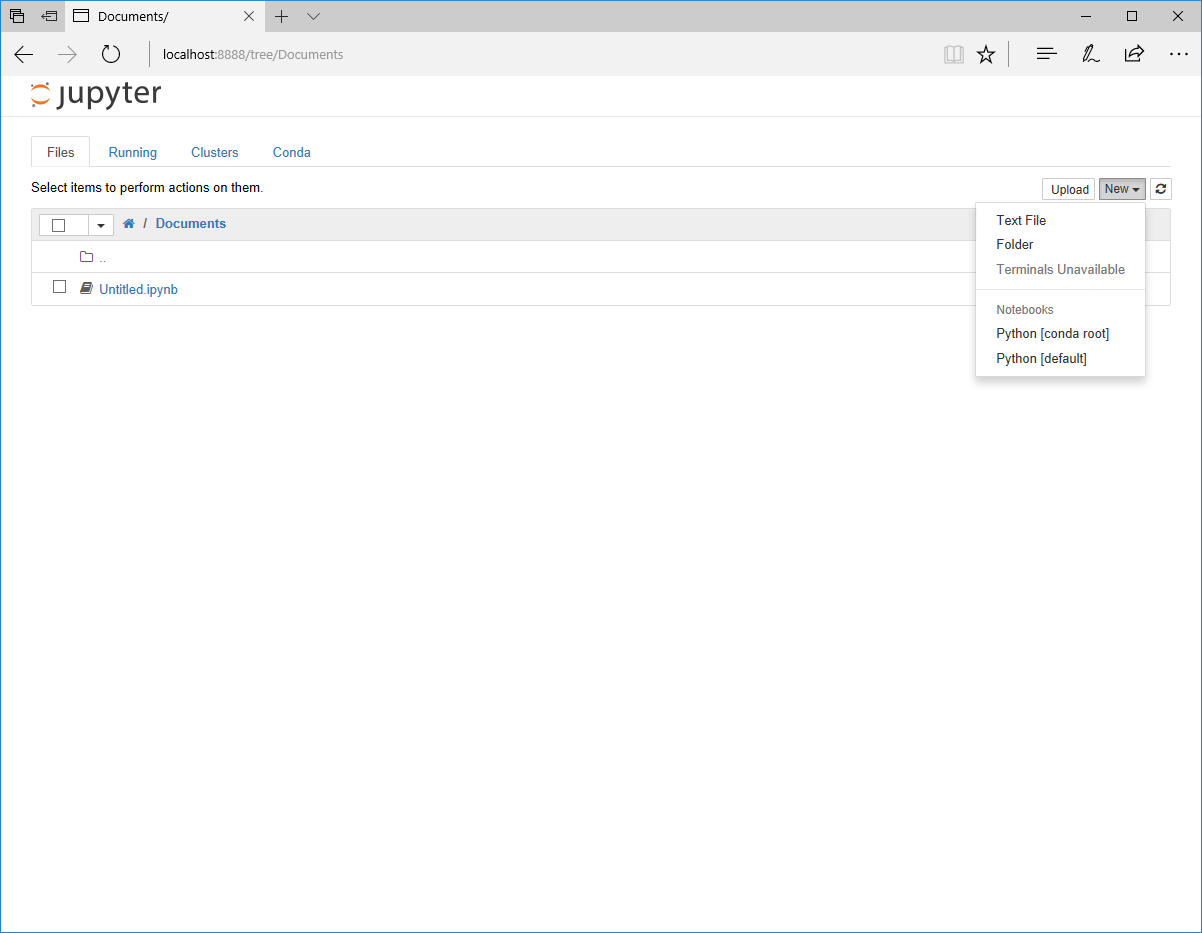 Documents/
localhost:8888/tree/Documents
jupyter
Files Running Clusters Conda
Select items to perform actions on them.
Upload New
/ Documents
..
Untitled.ipynb
Text File
Folder
Terminals Unavailable
Notebooks
Python [conda root]
Python [default]